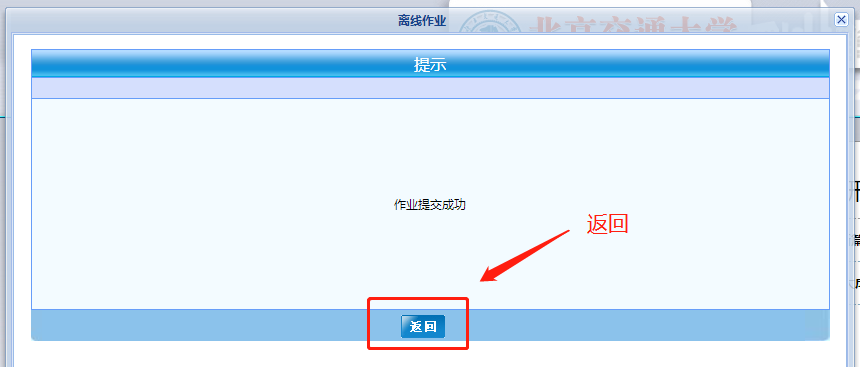 离线作业
北京交通大学
提示
作业提交成功
返回
返回